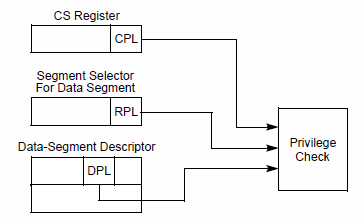 CS Register
CPL
Segment Selector
For Data Segment
RPL
Data-Segment Descriptor
DPL
Privilege
Check